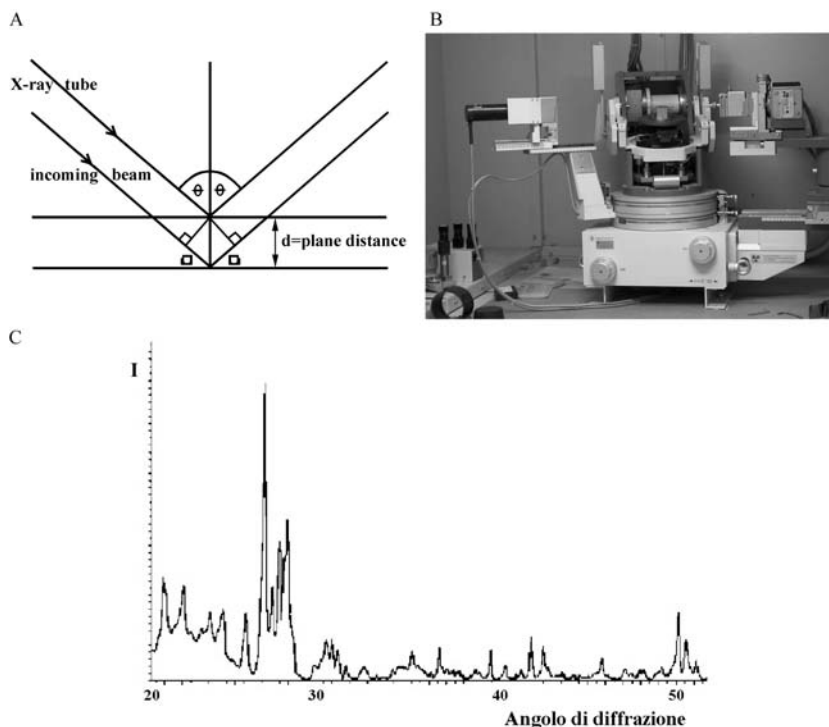 A
X-ray tube
incoming beam
θ θ
d=plane distance
B
C
I
20 30 40 50
Angolo di diffrazione